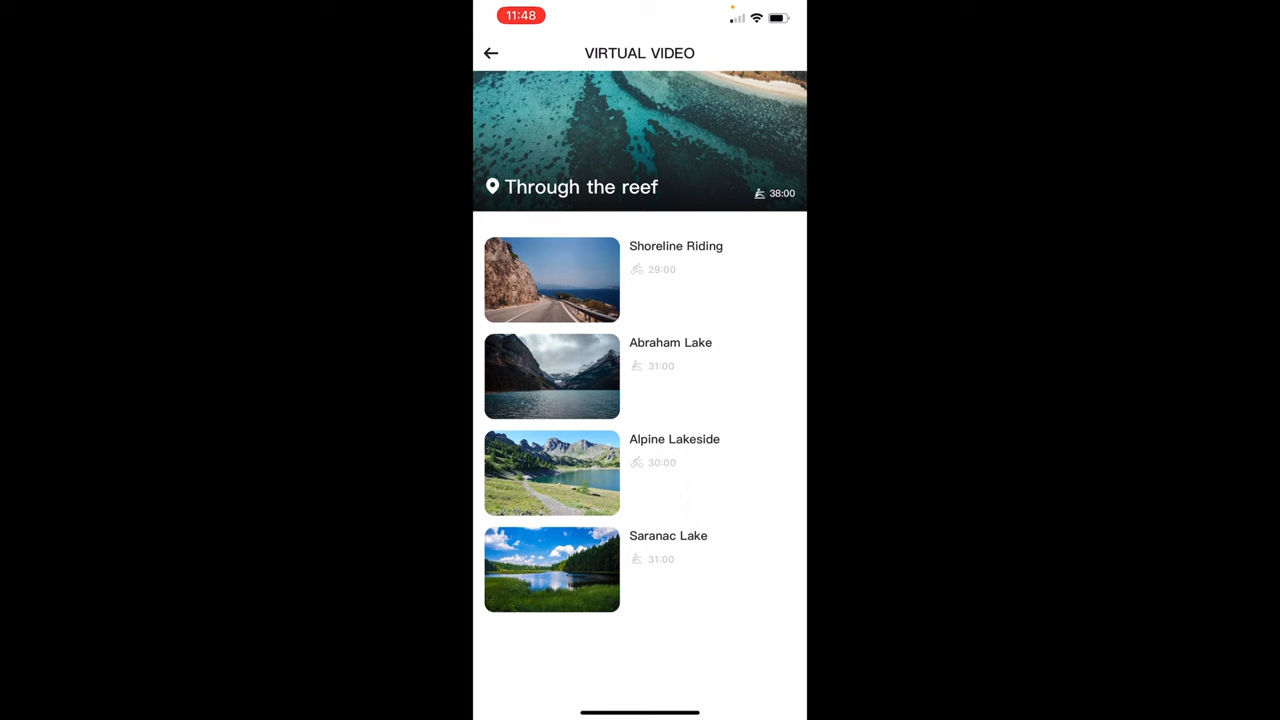 11:48
VIRTUAL VIDEO
Through the reef
38:00
Shoreline Riding
29:00
Abraham Lake
31:00
Alpine Lakeside
30:00
Saranac Lake
31:00